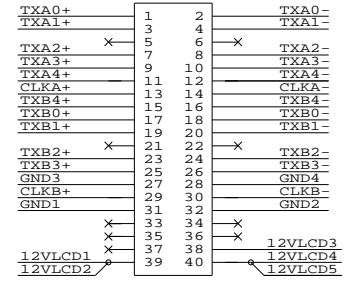 TXA0+ 1 2 TXA0-
TXA1+ 3 4 TXA1-
5 6
TXA2+ 7 8 TXA2-
TXA3+ 9 10 TXA3-
TXA4+ 11 12 TXA4-
CLKA+ 13 14 CLKA-
TXB4+ 15 16 TXB4-
TXB0+ 17 18 TXB0-
TXB1+ 19 20 TXB1-
21 22
TXB2+ 23 24 TXB2-
TXB3+ 25 26 TXB3-
GND3 27 28 GND4
CLKB+ 29 30 CLKB-
GND1 31 32 GND2
33 34
35 36
37 38 12VLCD3
12VLCD1 39 40 12VLCD4
12VLCD2 12VLCD5